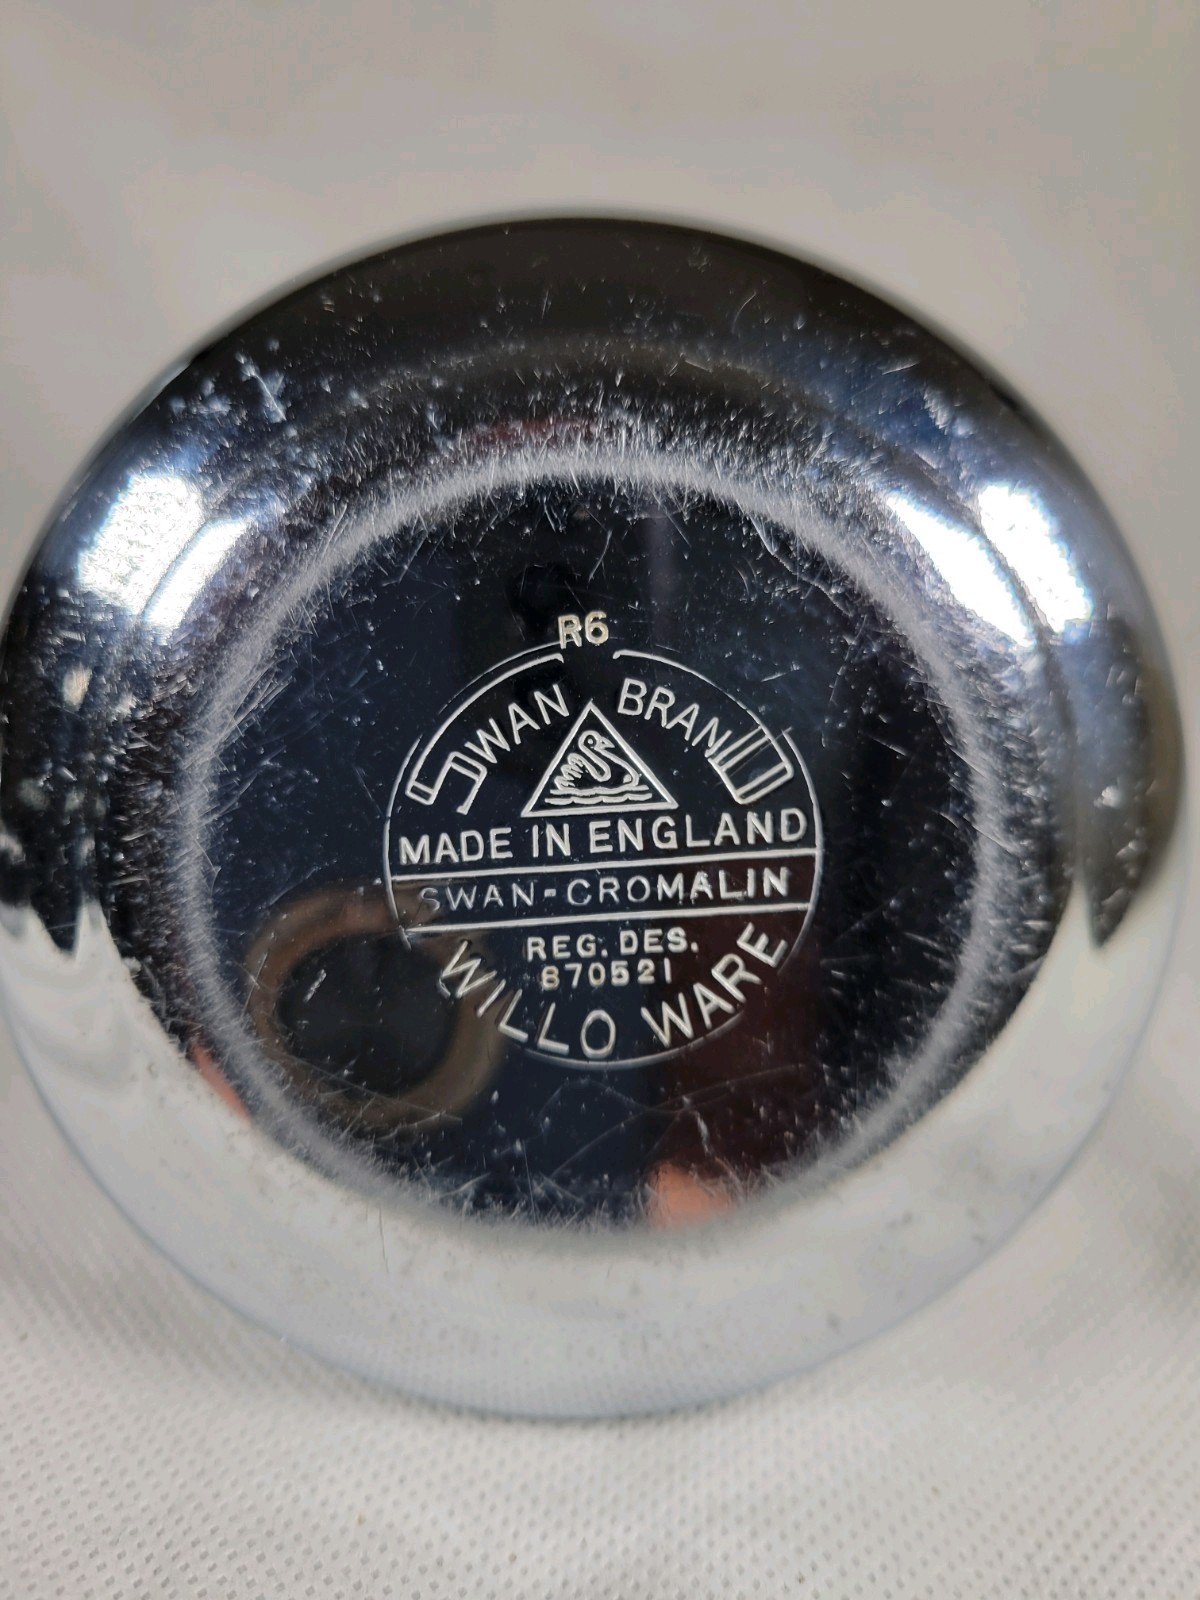 R6
SWAN BRAND
MADE IN ENGLAND
SWAN-CROMALIN
REG. DES.
870521
WILLO WARE